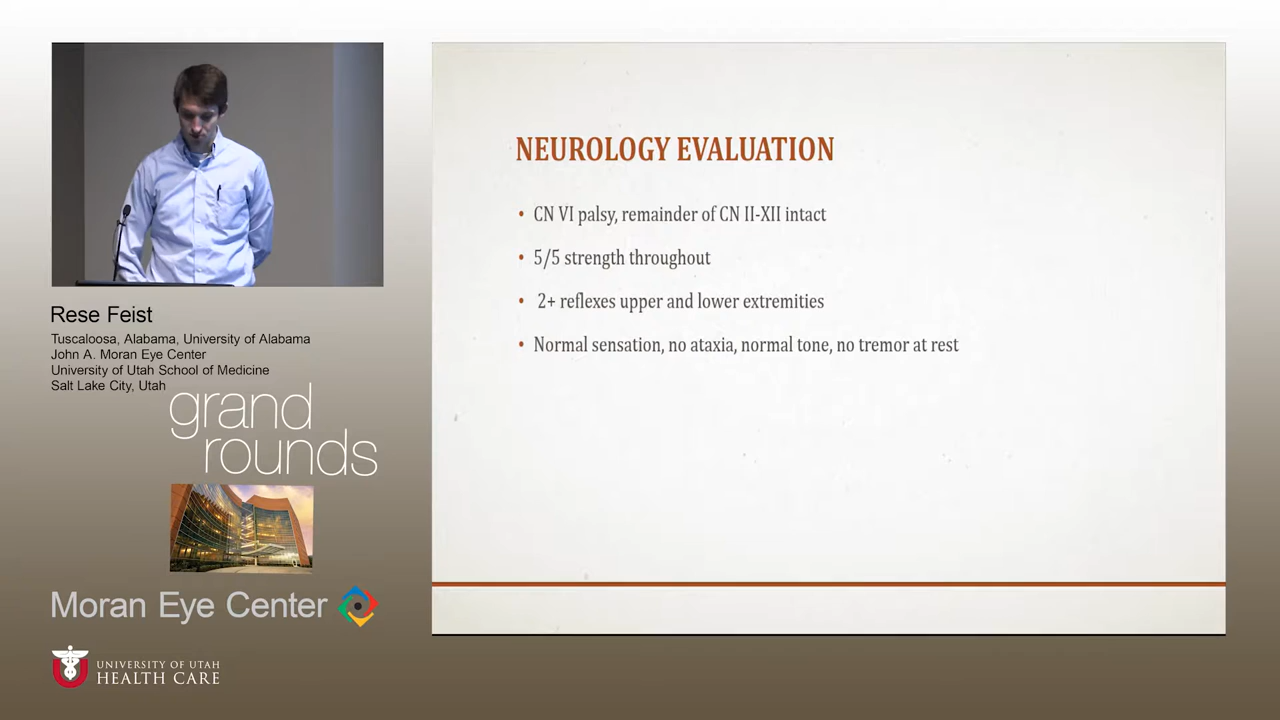 NEUROLOGY EVALUATION
• CN VI palsy, remainder of CN II-XII intact
• 5/5 strength throughout
• 2+ reflexes upper and lower extremities
• Normal sensation, no ataxia, normal tone, no tremor at rest
Rese Feist
Tuscaloosa, Alabama, University of Alabama
John A. Moran Eye Center
University of Utah School of Medicine
Salt Lake City, Utah
grand
rounds
Moran Eye Center
UNIVERSITY OF UTAH
HEALTH CARE